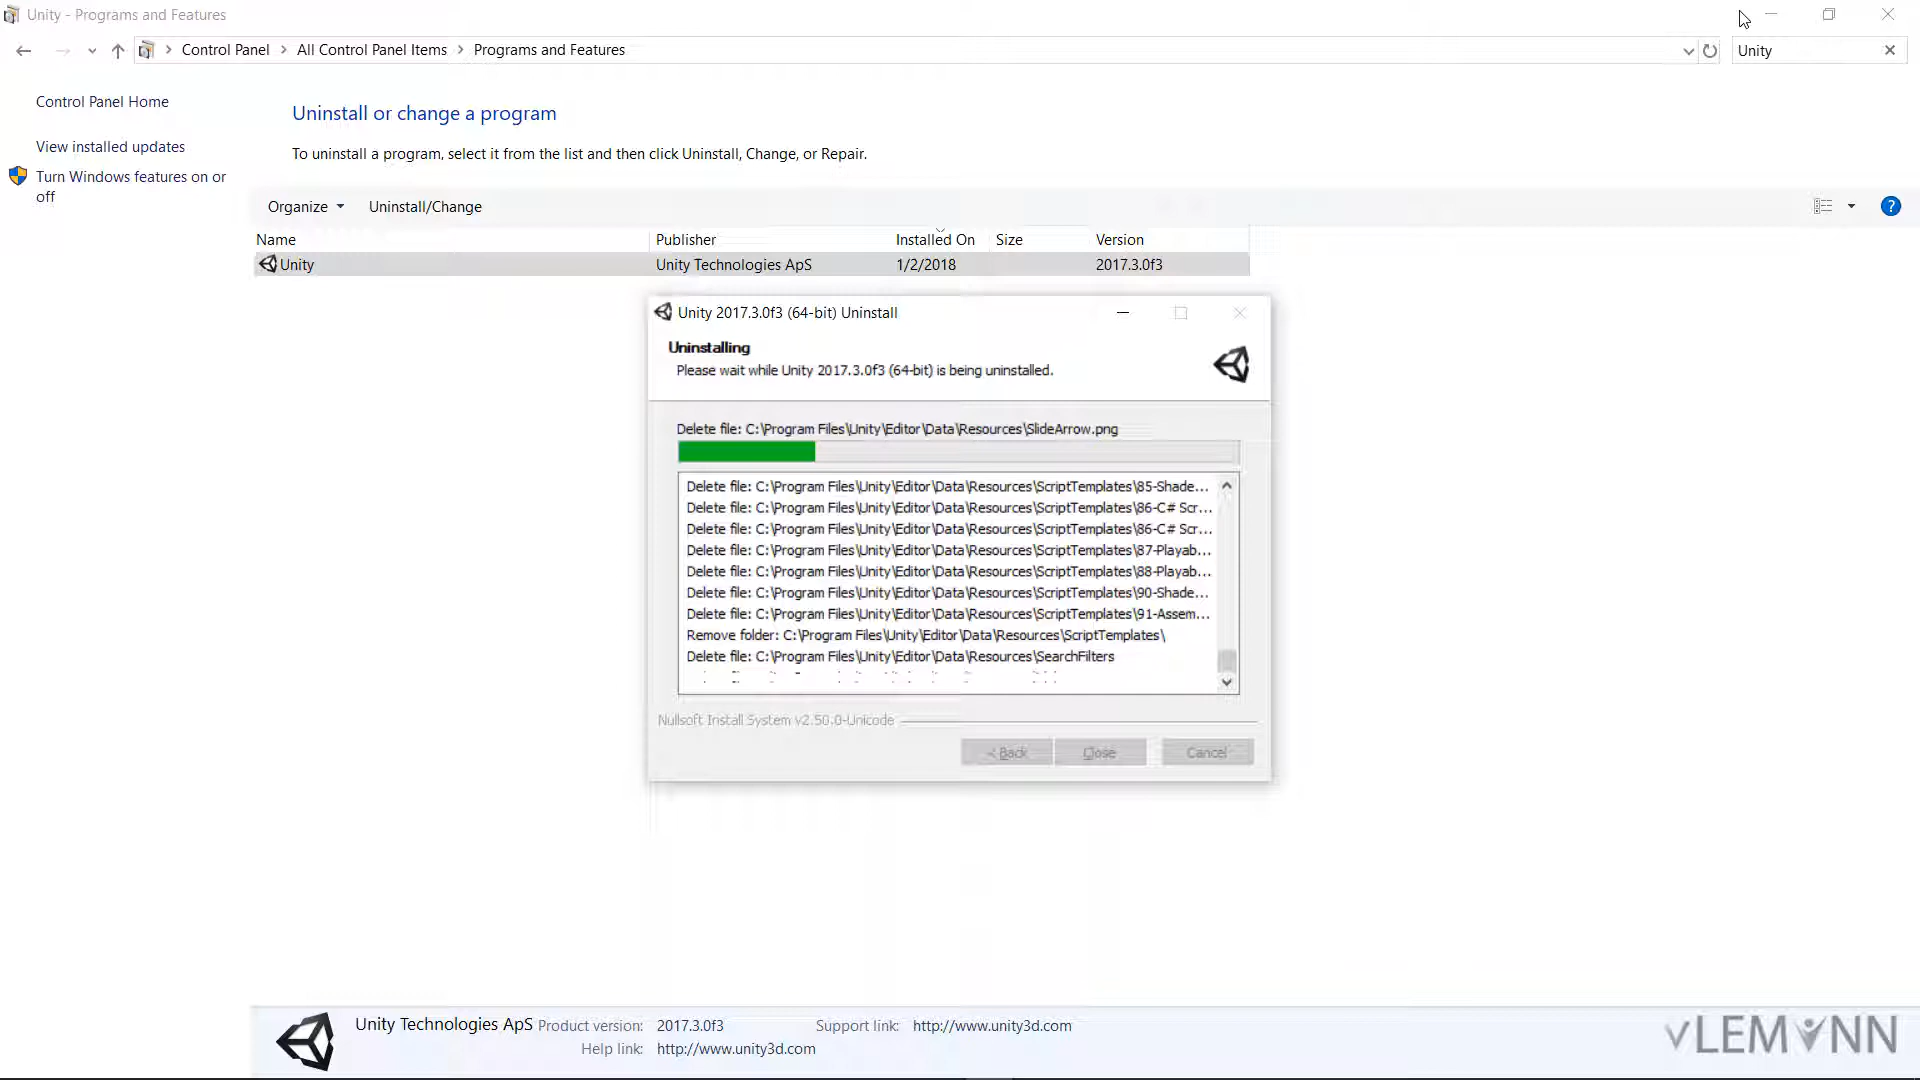 Unity - Programs and Features
Control Panel > All Control Panel Items > Programs and Features
Unity
Control Panel Home
View installed updates
Turn Windows features on or
off
Uninstall or change a program
To uninstall a program, select it from the list and then click Uninstall, Change, or Repair.
Organize Uninstall/Change
Name Publisher Installed On Size Version
Unity Unity Technologies ApS 1/2/2018 2017.3.0f3
Unity 2017.3.0f3 (64-bit) Uninstall
Uninstalling
Please wait while Unity 2017.3.0f3 (64-bit) is being uninstalled.
Delete file: C:\Program Files\Unity\Editor\Data\Resources\SlideArrow.png
Delete file: C:\Program Files\Unity\Editor\Data\Resources\ScriptTemplates\85-Shade...
Delete file: C:\Program Files\Unity\Editor\Data\Resources\ScriptTemplates\86-C# Scr...
Delete file: C:\Program Files\Unity\Editor\Data\Resources\ScriptTemplates\86-C# Scr...
Delete file: C:\Program Files\Unity\Editor\Data\Resources\ScriptTemplates\87-Playab...
Delete file: C:\Program Files\Unity\Editor\Data\Resources\ScriptTemplates\88-Playab...
Delete file: C:\Program Files\Unity\Editor\Data\Resources\ScriptTemplates\90-Shade...
Delete file: C:\Program Files\Unity\Editor\Data\Resources\ScriptTemplates\91-Assem...
Remove folder: C:\Program Files\Unity\Editor\Data\Resources\ScriptTemplates\
Delete file: C:\Program Files\Unity\Editor\Data\Resources\SearchFilters
Nullsoft Install System v2.50.0-Unicode
< Back Close Cancel
Unity Technologies ApS Product version: 2017.3.0f3 Support link: http://www.unity3d.com
Help link: http://www.unity3d.com